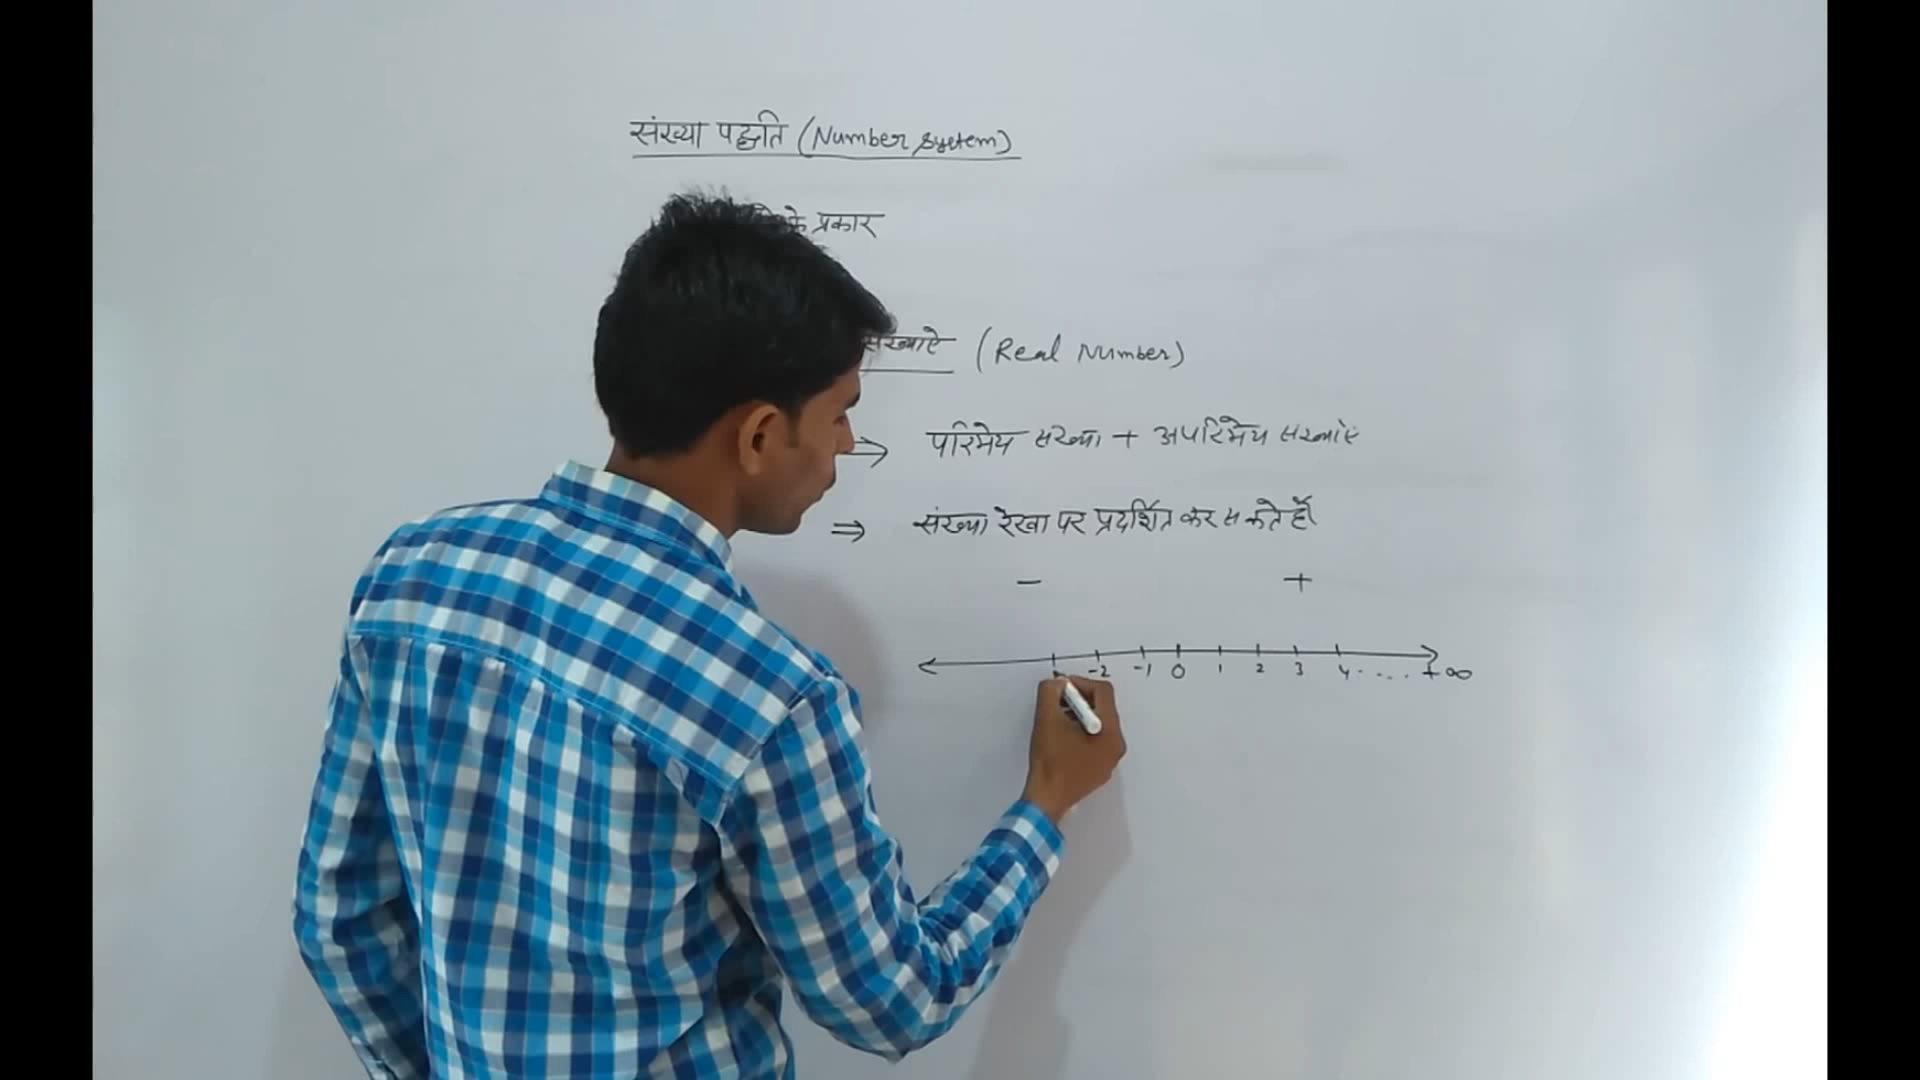 संख्या पद्धति (Number System)
के प्रकार
संख्याऐ (Real Number)
⇒ परिमेय संख्या + अपरिमेय संख्याएं
⇒ संख्या रेखा पर प्रदर्शित कर सकते हैं
- +
-2 -1 0 1 2 3 4 .... +∞